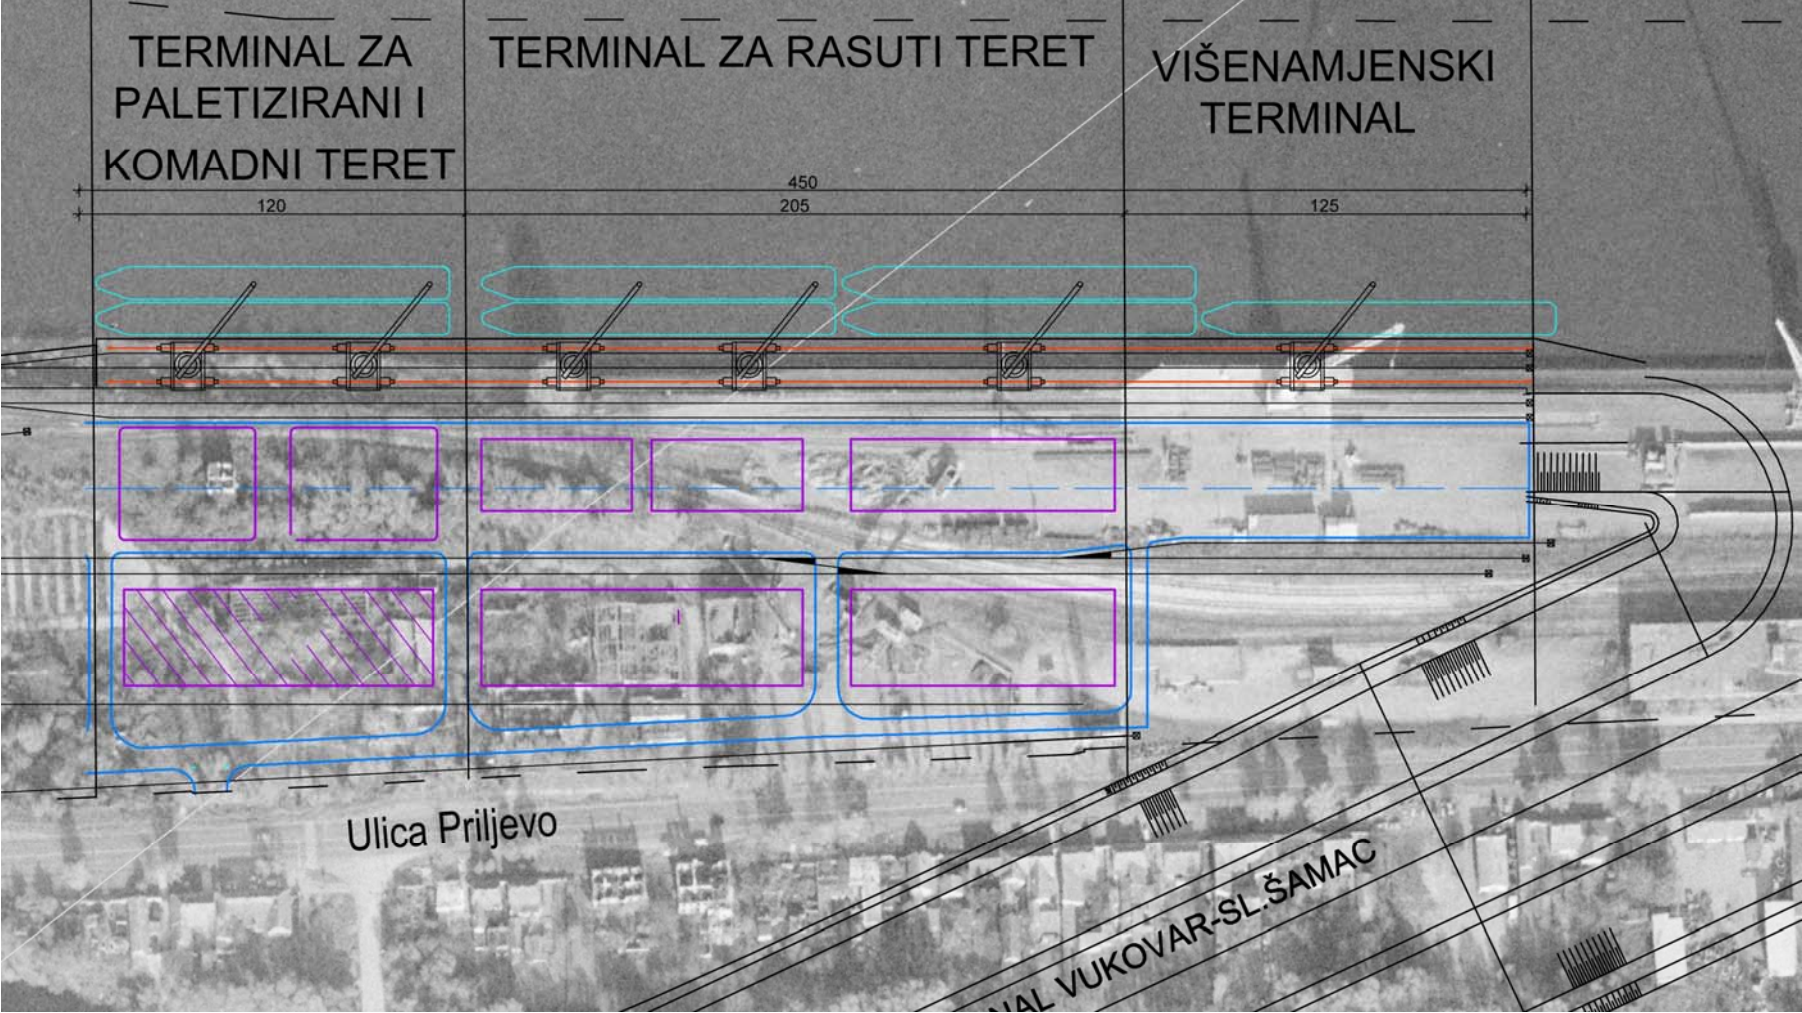 TERMINAL ZA
PALETIZIRANI I
KOMADNI TERET
TERMINAL ZA RASUTI TERET
VIŠENAMJENSKI
TERMINAL
450
120
205
125
Ulica Priljevo
NAL VUKOVAR-SL.ŠAMAC